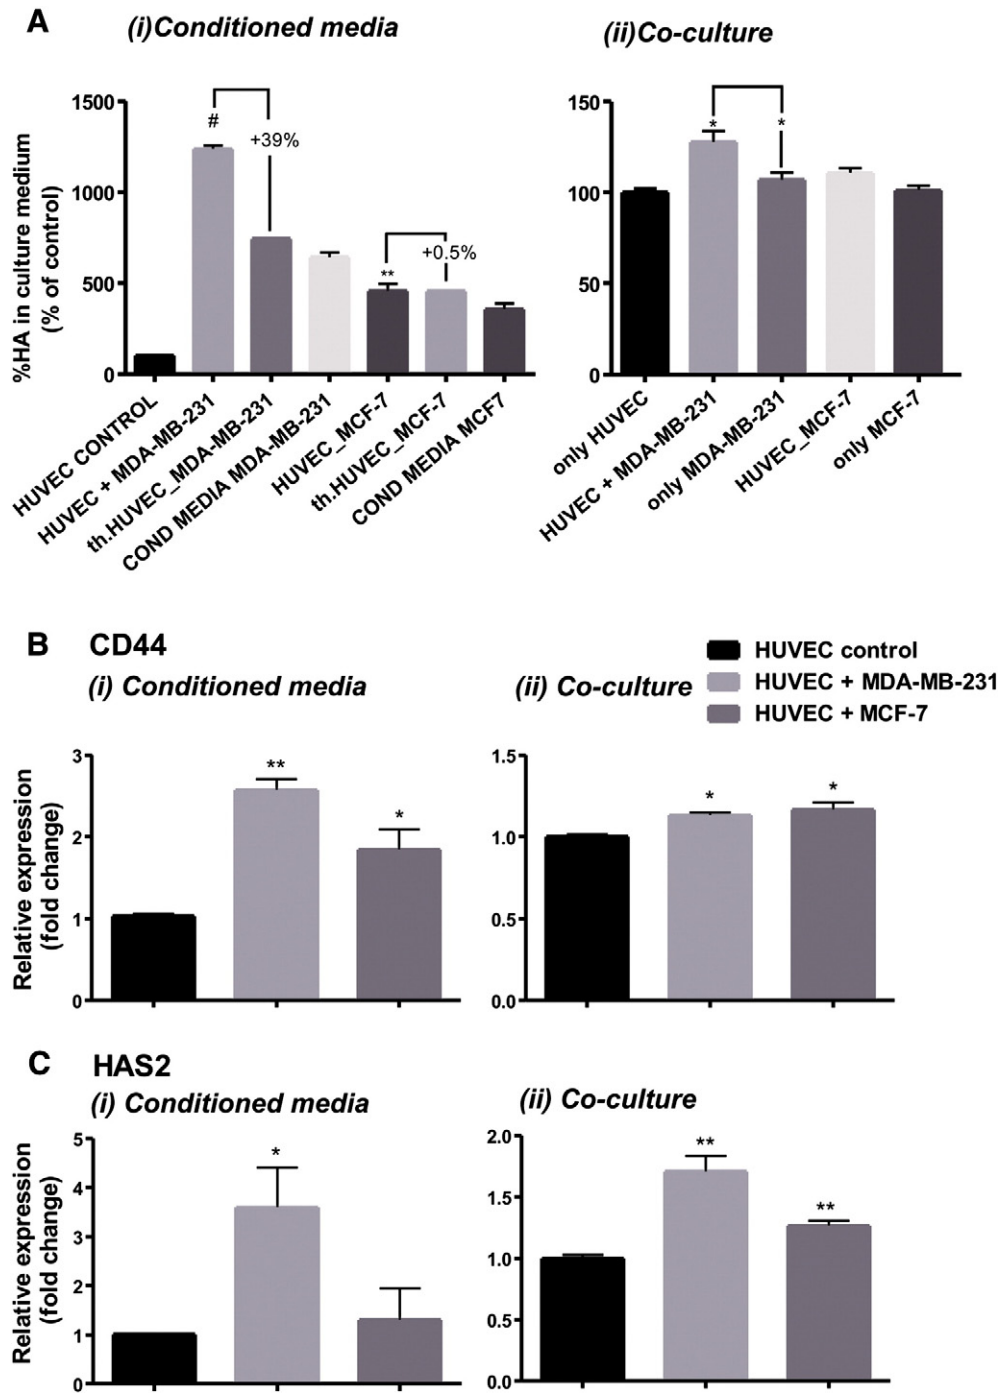 A
(i)Conditioned media
(ii)Co-culture
%HA in culture medium
(% of control)
1500
1000
500
0
#
+39%
**
+0.5%
HUVEC CONTROL
HUVEC + MDA-MB-231
th.HUVEC_MDA-MB-231
COND MEDIA MDA-MB-231
HUVEC_MCF-7
th.HUVEC_MCF-7
COND MEDIA MCF7
150
100
50
0
*
*
only HUVEC
HUVEC + MDA-MB-231
only MDA-MB-231
HUVEC_MCF-7
only MCF-7
B CD44
HUVEC control
HUVEC + MDA-MB-231
HUVEC + MCF-7
(i) Conditioned media
(ii) Co-culture
Relative expression
(fold change)
3
2
1
0
**
*
1.5
1.0
0.5
0.0
*
*
C HAS2
(i) Conditioned media
(ii) Co-culture
Relative expression
(fold change)
5
4
3
2
1
0
*
2.0
1.5
1.0
0.5
0.0
**
**